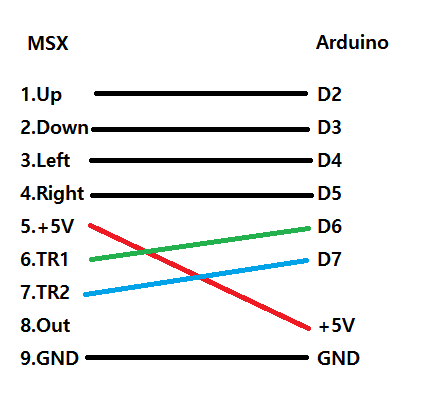 MSX Arduino
1.Up D2
2.Down D3
3.Left D4
4.Right D5
5.+5V D6
6.TR1 D7
7.TR2
8.Out +5V
9.GND GND